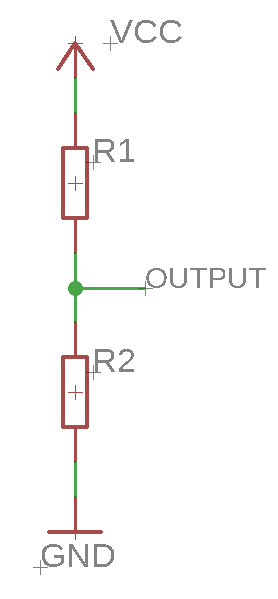 VCC
R1
OUTPUT
R2
GND